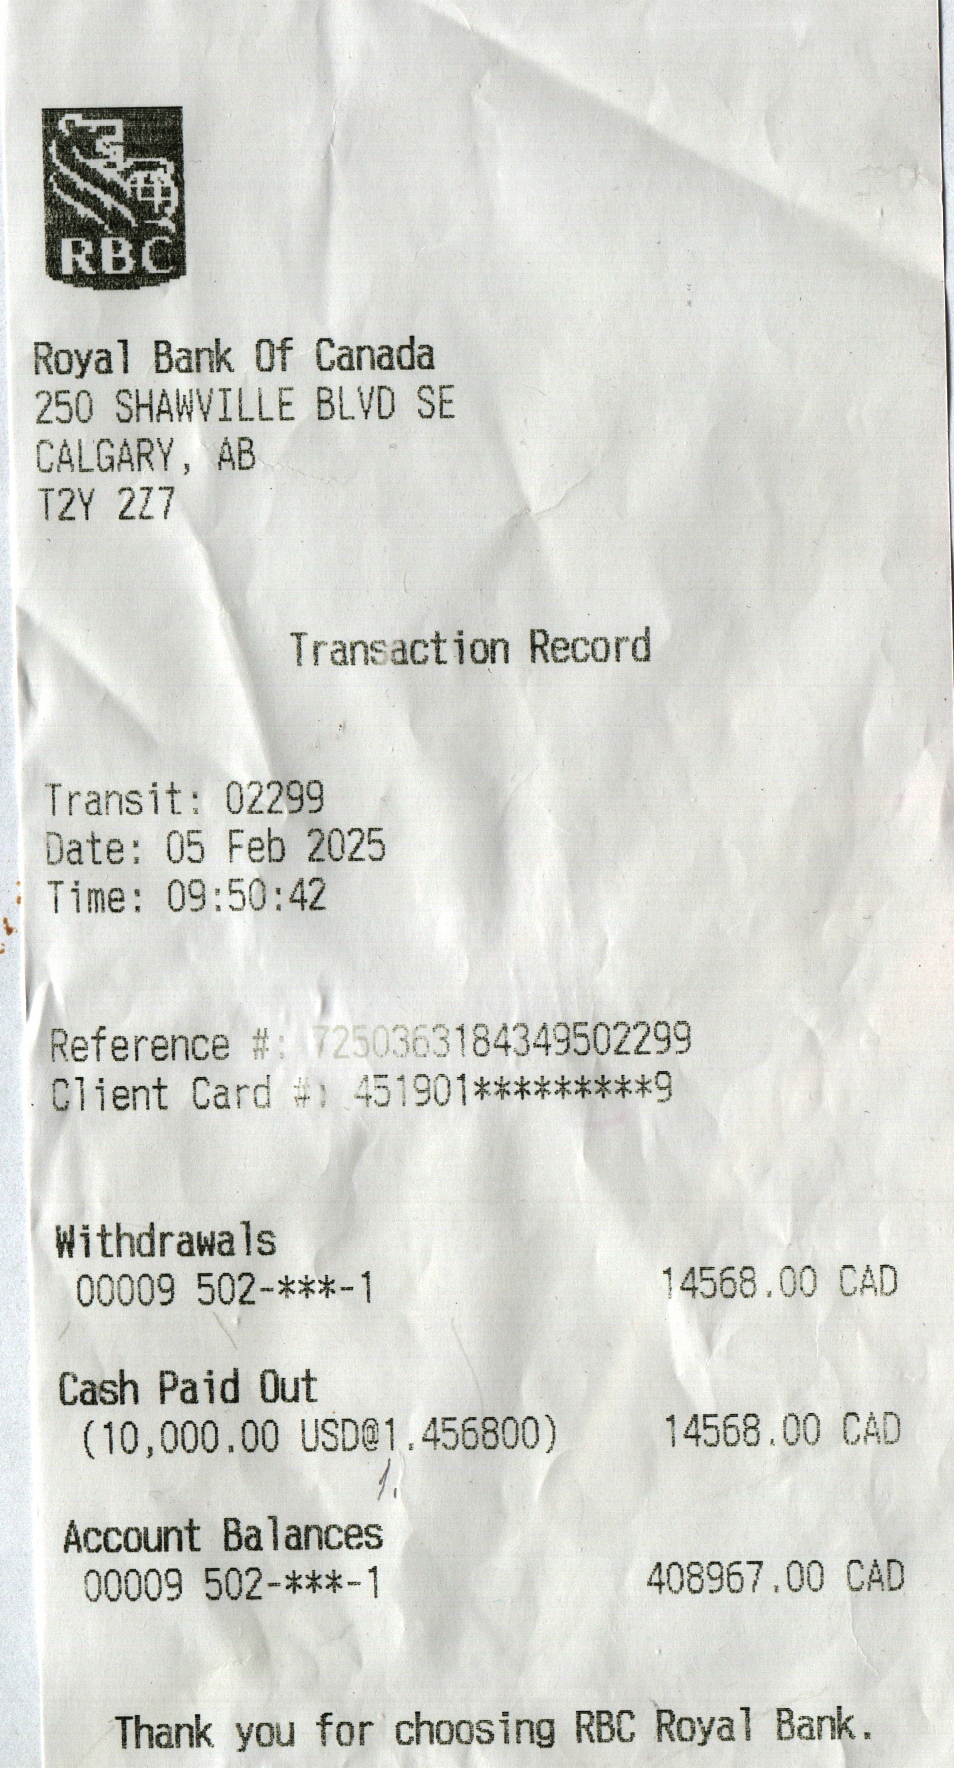 RBC
Royal Bank Of Canada
250 SHAWVILLE BLVD SE
CALGARY, AB
T2Y 2Z7
Transaction Record
Transit: 02299
Date: 05 Feb 2025
Time: 09:50:42
Reference #: 7250363184349502299
Client Card #: 451901*********9
Withdrawals
00009 502-***-1 14568.00 CAD
Cash Paid Out
(10,000.00 USD@1.456800) 14568.00 CAD
1.
Account Balances
00009 502-***-1 408967.00 CAD
Thank you for choosing RBC Royal Bank.